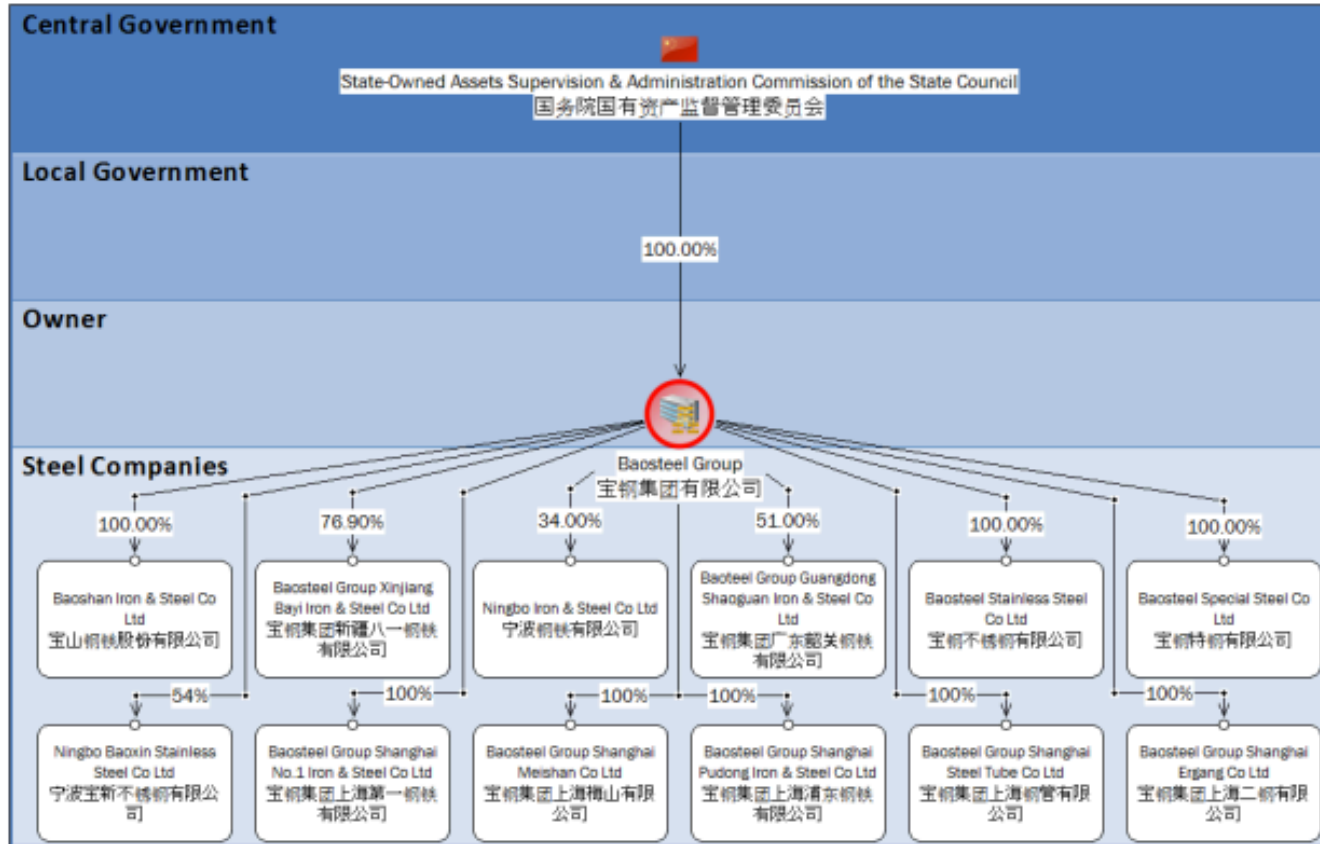 Central Government
State-Owned Assets Supervision & Administration Commission of the State Council
国务院国有资产监督管理委员会
Local Government
100.00%
Owner
Steel Companies
Baosteel Group
宝钢集团有限公司
100.00%
76.90%
34.00%
51.00%
100.00%
100.00%
Baoshan Iron & Steel Co
Ltd
宝山钢铁股份有限公司
Baosteel Group Xinjiang
Bayi Iron & Steel Co Ltd
宝钢集团新疆八一钢铁
有限公司
Ningbo Iron & Steel Co Ltd
宁波钢铁有限公司
Baoteel Group Guangdong
Shaoguan Iron & Steel Co
Ltd
宝钢集团广东韶关钢铁
有限公司
Baosteel Stainless Steel
Co Ltd
宝钢不锈钢有限公司
Baosteel Special Steel Co
Ltd
宝钢特钢有限公司
54%
100%
100%
100%
100%
100%
Ningbo Baoxin Stainless
Steel Co Ltd
宁波宝新不锈钢有限公
司
Baosteel Group Shanghai
No.1 Iron & Steel Co Ltd
宝钢集团上海第一钢铁
有限公司
Baosteel Group Shanghai
Meishan Co Ltd
宝钢集团上海梅山有限
公司
Baosteel Group Shanghai
Pudong Iron & Steel Co Ltd
宝钢集团上海浦东钢铁
有限公司
Baosteel Group Shanghai
Steel Tube Co Ltd
宝钢集团上海钢管有限
公司
Baosteel Group Shanghai
Ergang Co Ltd
宝钢集团上海二钢有限
公司